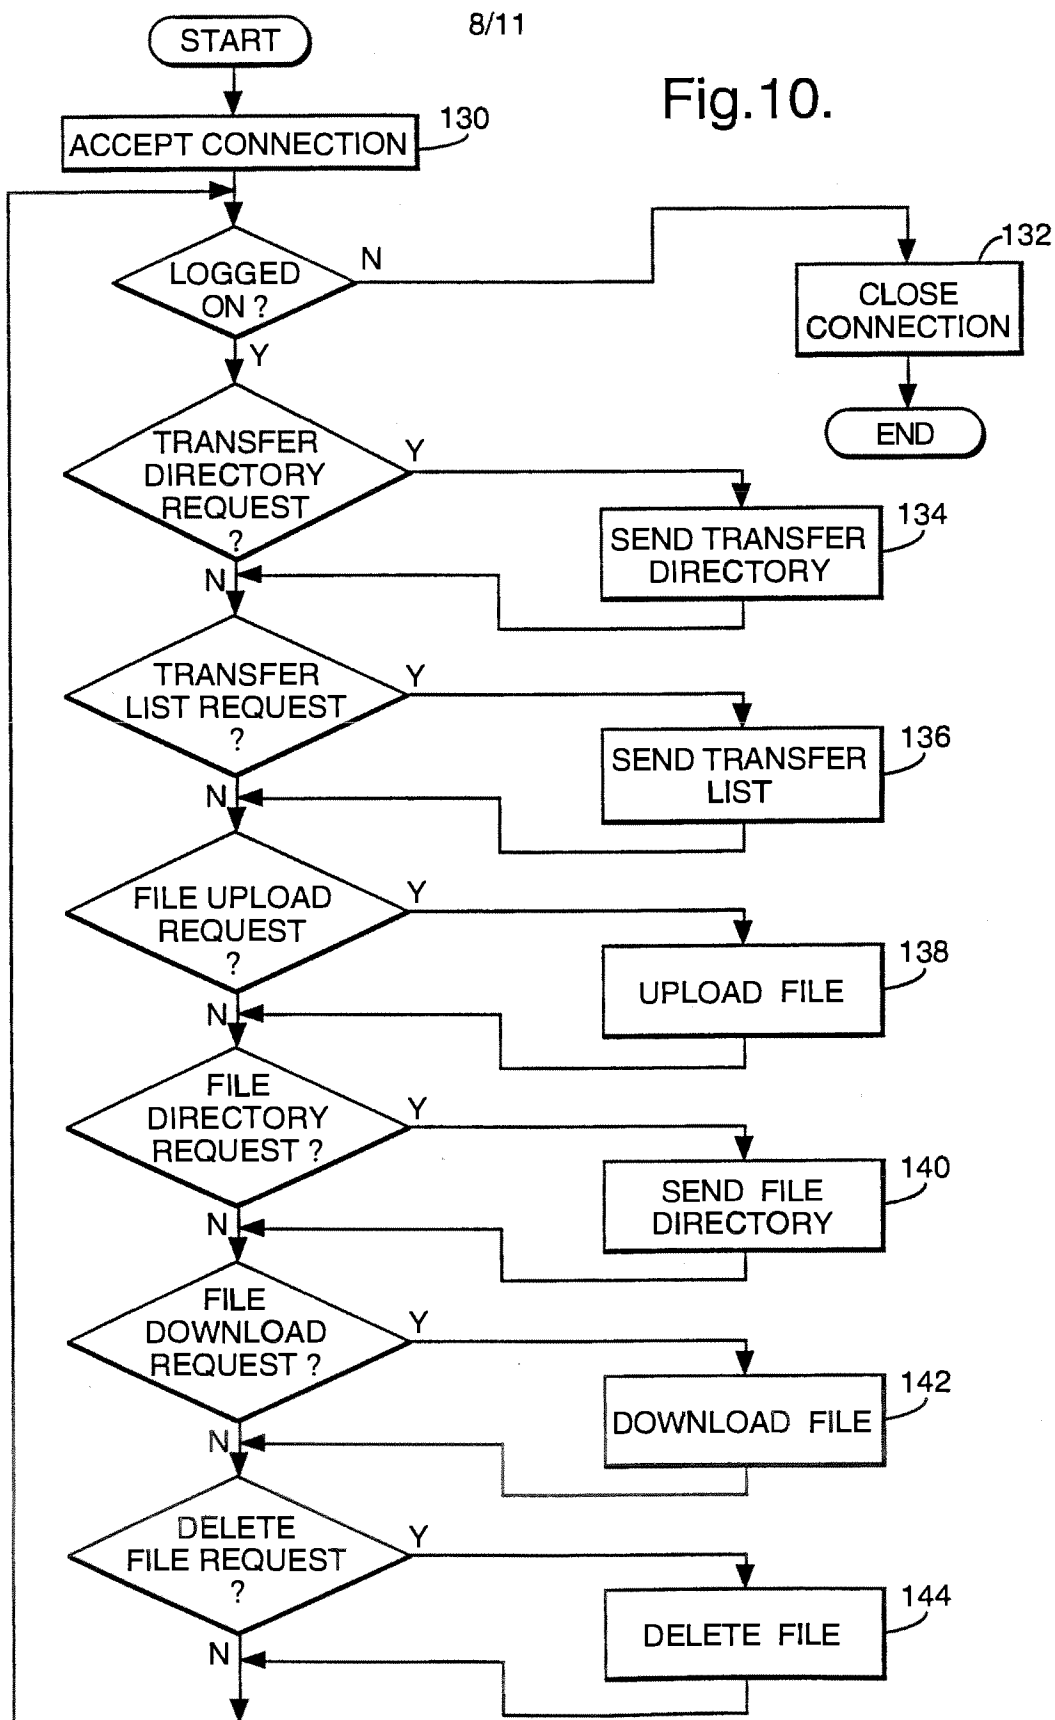 8/11
START
Fig.10.
ACCEPT CONNECTION
130
LOGGED
ON ?
N
Y
132
CLOSE
CONNECTION
END
TRANSFER
DIRECTORY
REQUEST
?
Y
N
134
SEND TRANSFER
DIRECTORY
TRANSFER
LIST REQUEST
?
Y
N
136
SEND TRANSFER
LIST
FILE UPLOAD
REQUEST
?
Y
N
138
UPLOAD FILE
FILE
DIRECTORY
REQUEST ?
Y
N
140
SEND FILE
DIRECTORY
FILE
DOWNLOAD
REQUEST ?
Y
N
142
DOWNLOAD FILE
DELETE
FILE REQUEST
?
Y
N
144
DELETE FILE